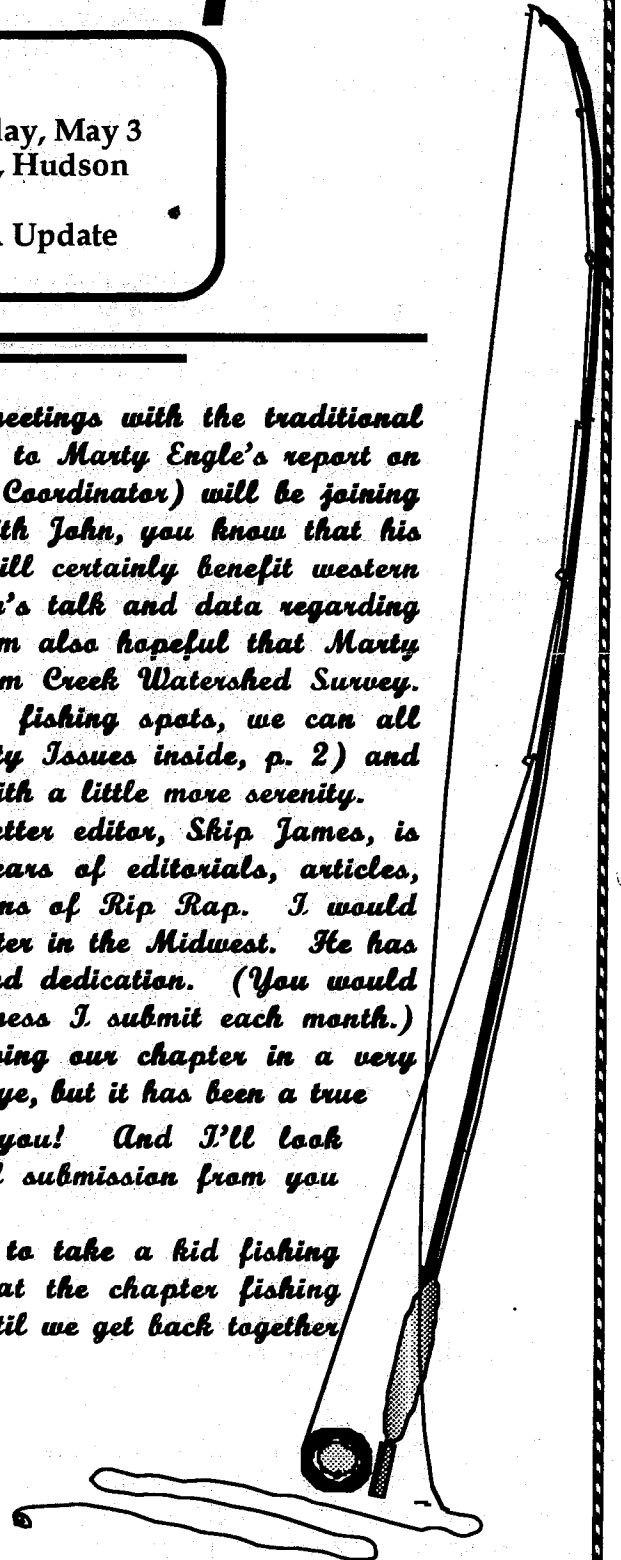 lay, May 3
, Hudson
Update
eetings with the traditional
to Marty Engle's report on
Coordinator) will be joining
th John, you know that his
ill certainly benefit western
n's talk and data regarding
m also hopeful that Marty
m Creek Watershed Survey.
fishing spots, we can all
ty Issues inside, p. 2) and
ith a little more serenity.
etter editor, Skip James, is
ears of editorials, articles,
ns of Rip Rap. I would
ter in the Midwest. He has
d dedication. (You would
ness I submit each month.)
sing our chapter in a very
ye, but it has been a true
you! And I'll look
l submission from you
to take a kid fishing
at the chapter fishing
til we get back together